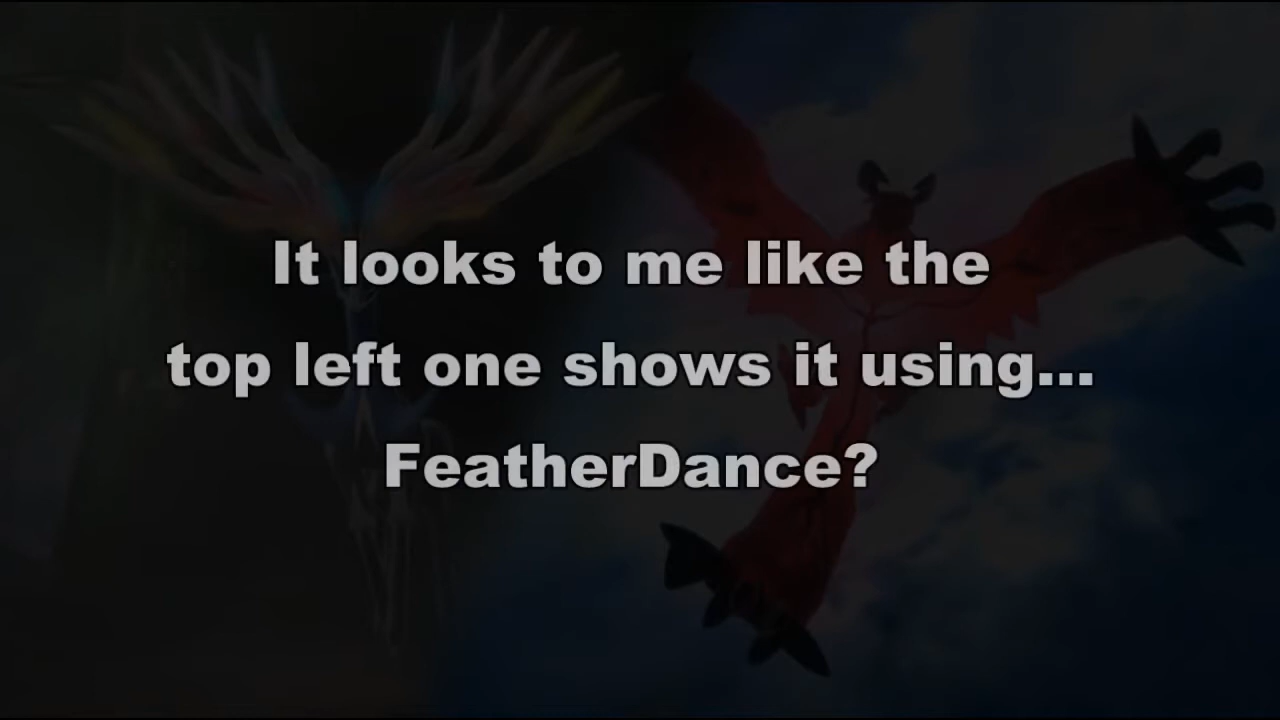 It looks to me like the
top left one shows it using...
FeatherDance?